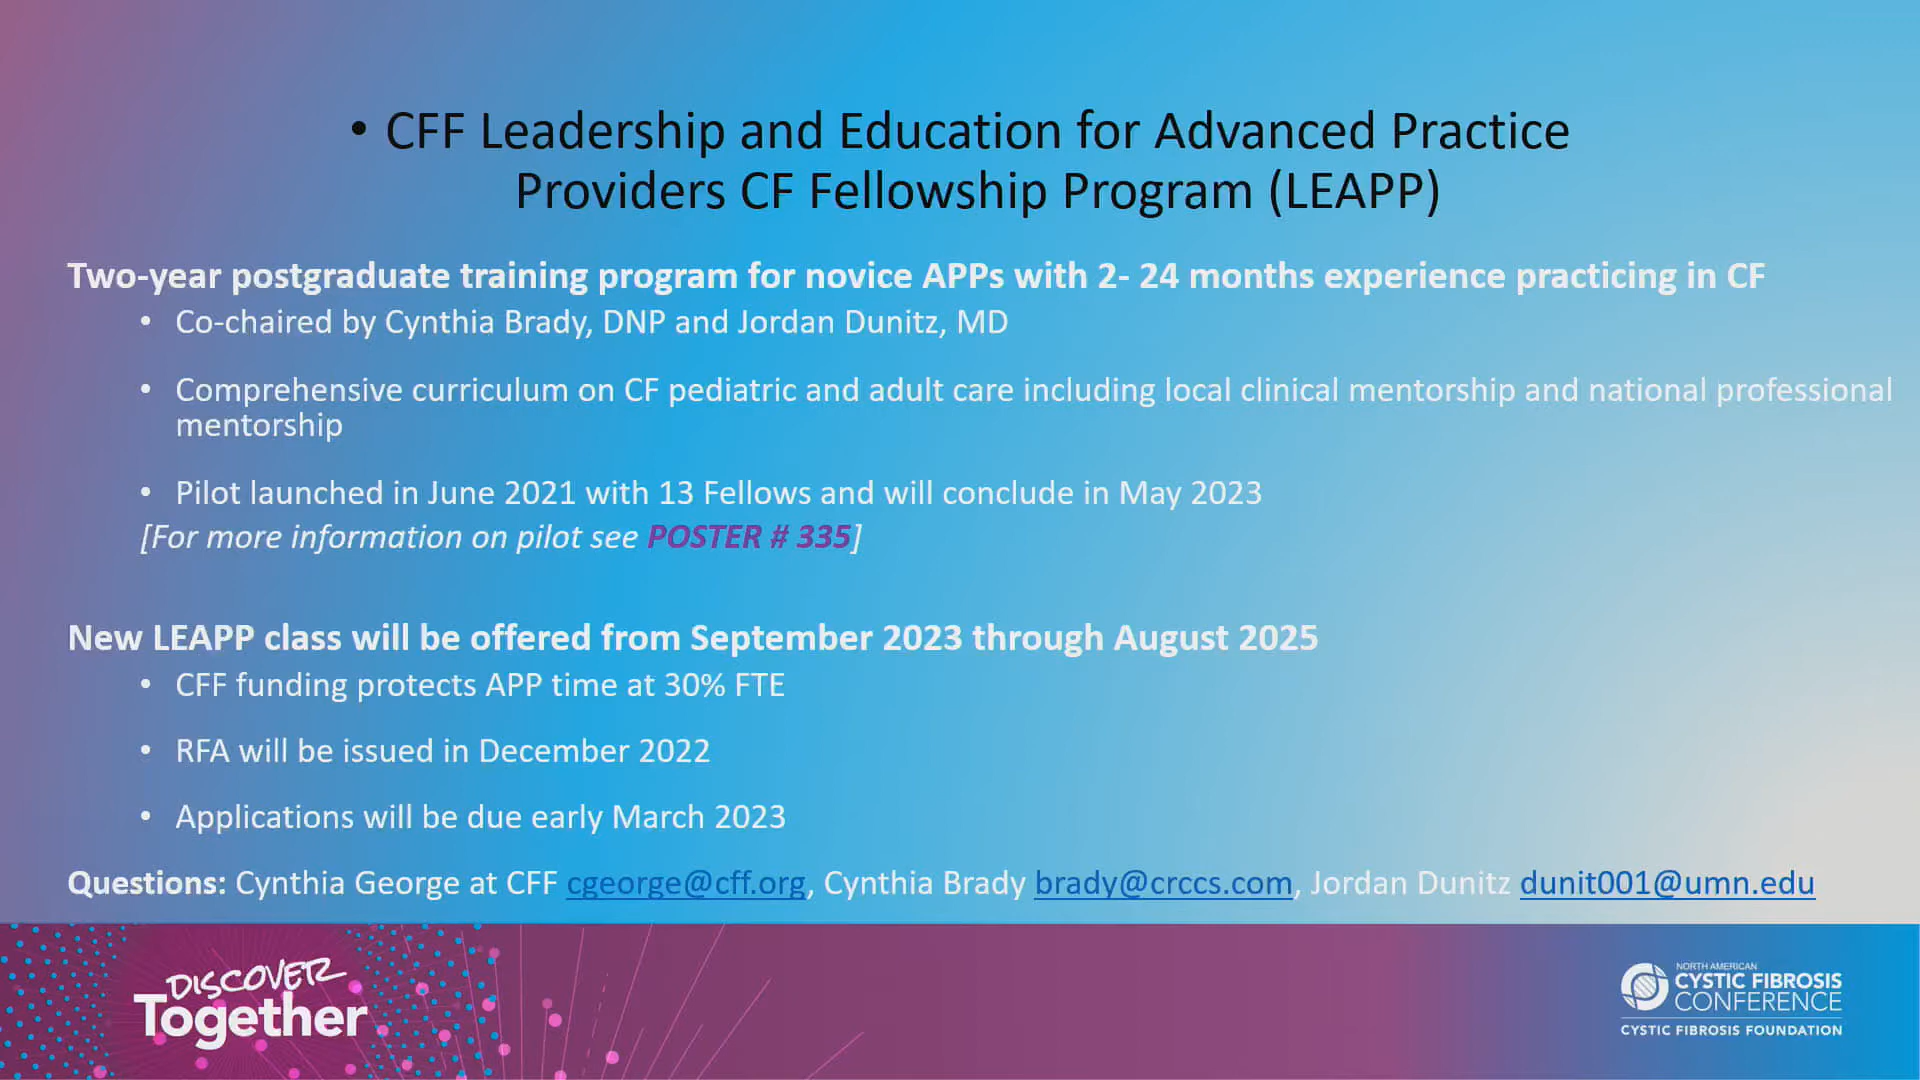 • CFF Leadership and Education for Advanced Practice
Providers CF Fellowship Program (LEAPP)
Two-year postgraduate training program for novice APPs with 2- 24 months experience practicing in CF
• Co-chaired by Cynthia Brady, DNP and Jordan Dunitz, MD
• Comprehensive curriculum on CF pediatric and adult care including local clinical mentorship and national professional
mentorship
• Pilot launched in June 2021 with 13 Fellows and will conclude in May 2023
[For more information on pilot see POSTER # 335]
New LEAPP class will be offered from September 2023 through August 2025
• CFF funding protects APP time at 30% FTE
• RFA will be issued in December 2022
• Applications will be due early March 2023
Questions: Cynthia George at CFF cgeorge@cff.org, Cynthia Brady brady@crccs.com, Jordan Dunitz dunit001@umn.edu
DISCOVER
Together
NORTH AMERICAN
CYSTIC FIBROSIS
CONFERENCE
CYSTIC FIBROSIS FOUNDATION